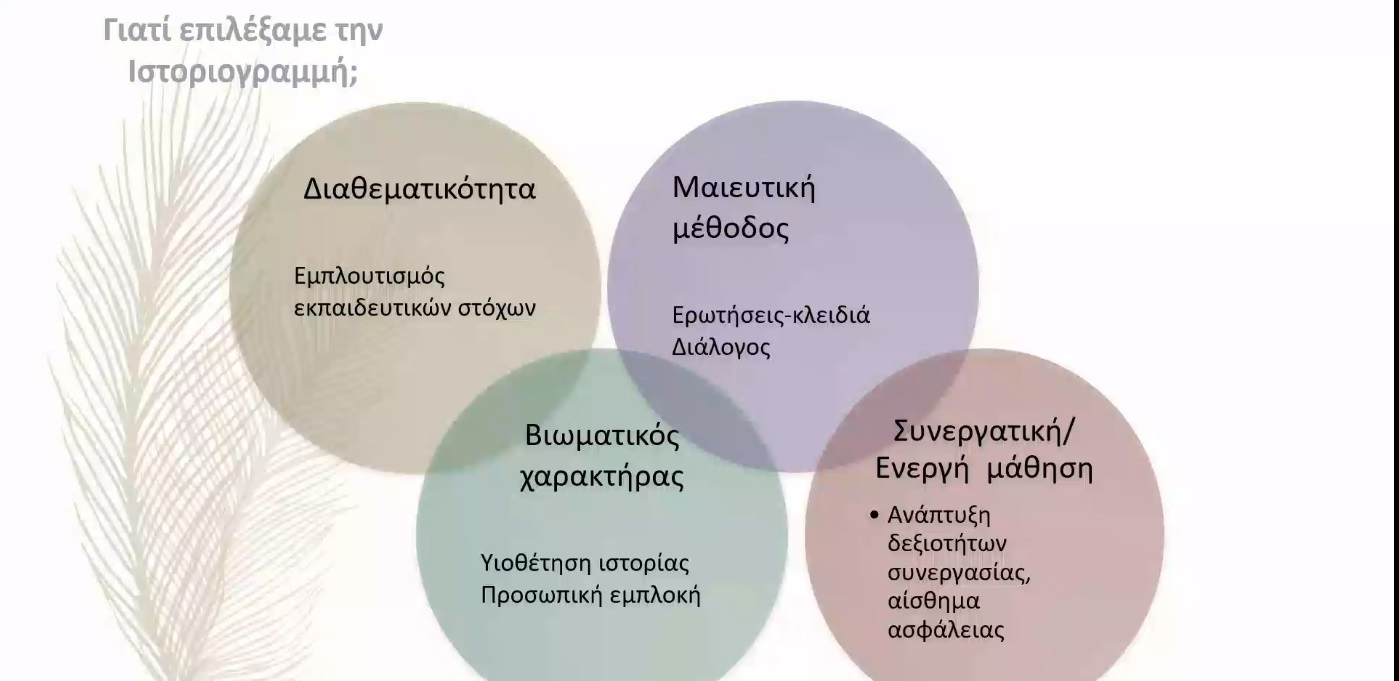 Γιατί επιλέξαμε την
Ιστοριογραμμή;
Διαθεματικότητα
Εμπλουτισμός
εκπαιδευτικών στόχων
Μαιευτική
μέθοδος
Ερωτήσεις-κλειδιά
Διάλογος
Βιωματικός
χαρακτήρας
Υιοθέτηση ιστορίας
Προσωπική εμπλοκή
Συνεργατική/
Ενεργή μάθηση
• Ανάπτυξη
δεξιοτήτων
συνεργασίας,
αίσθημα
ασφάλειας